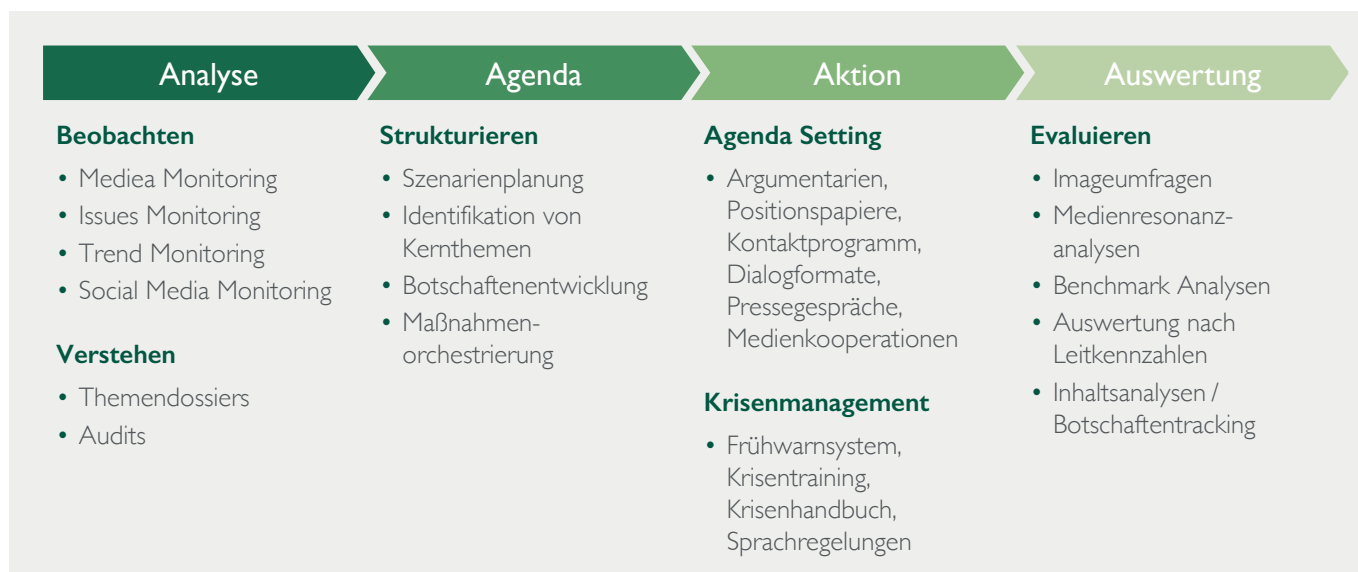 Analyse
Agenda
Aktion
Auswertung
Beobachten
• Mediea Monitoring
• Issues Monitoring
• Trend Monitoring
• Social Media Monitoring
Verstehen
• Themendossiers
• Audits
Strukturieren
• Szenarienplanung
• Identifikation von
Kernthemen
• Botschaftenentwicklung
• Maßnahmen-
orchestrierung
Agenda Setting
• Argumentarien,
Positionspapiere,
Kontaktprogramm,
Dialogformate,
Pressegespräche,
Medienkooperationen
Krisenmanagement
• Frühwarnsystem,
Krisentraining,
Krisenhandbuch,
Sprachregelungen
Evaluieren
• Imageumfragen
• Medienresonanz-
analysen
• Benchmark Analysen
• Auswertung nach
Leitkennzahlen
• Inhaltsanalysen /
Botschaftentracking